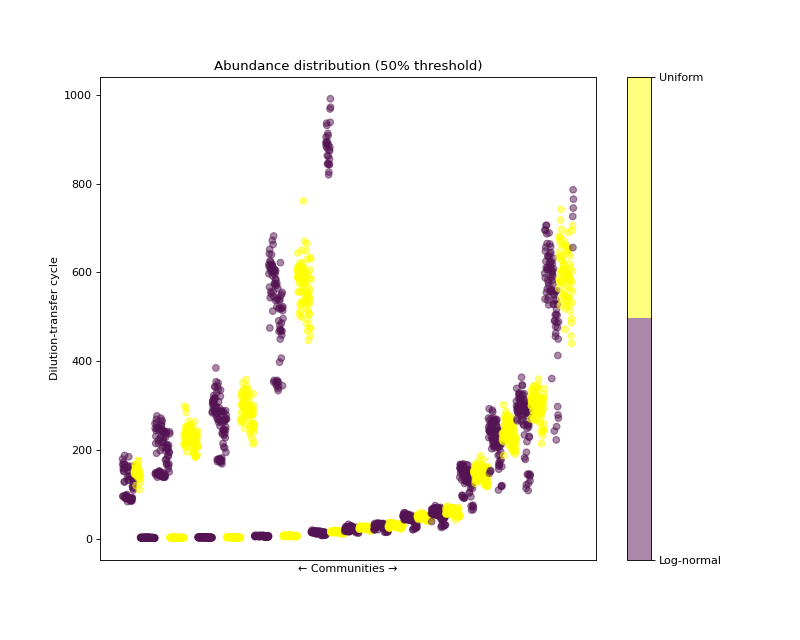 Abundance distribution (50% threshold)
Dilution-transfer cycle
1000
800
600
400
200
0
← Communities →
Uniform
Log-normal